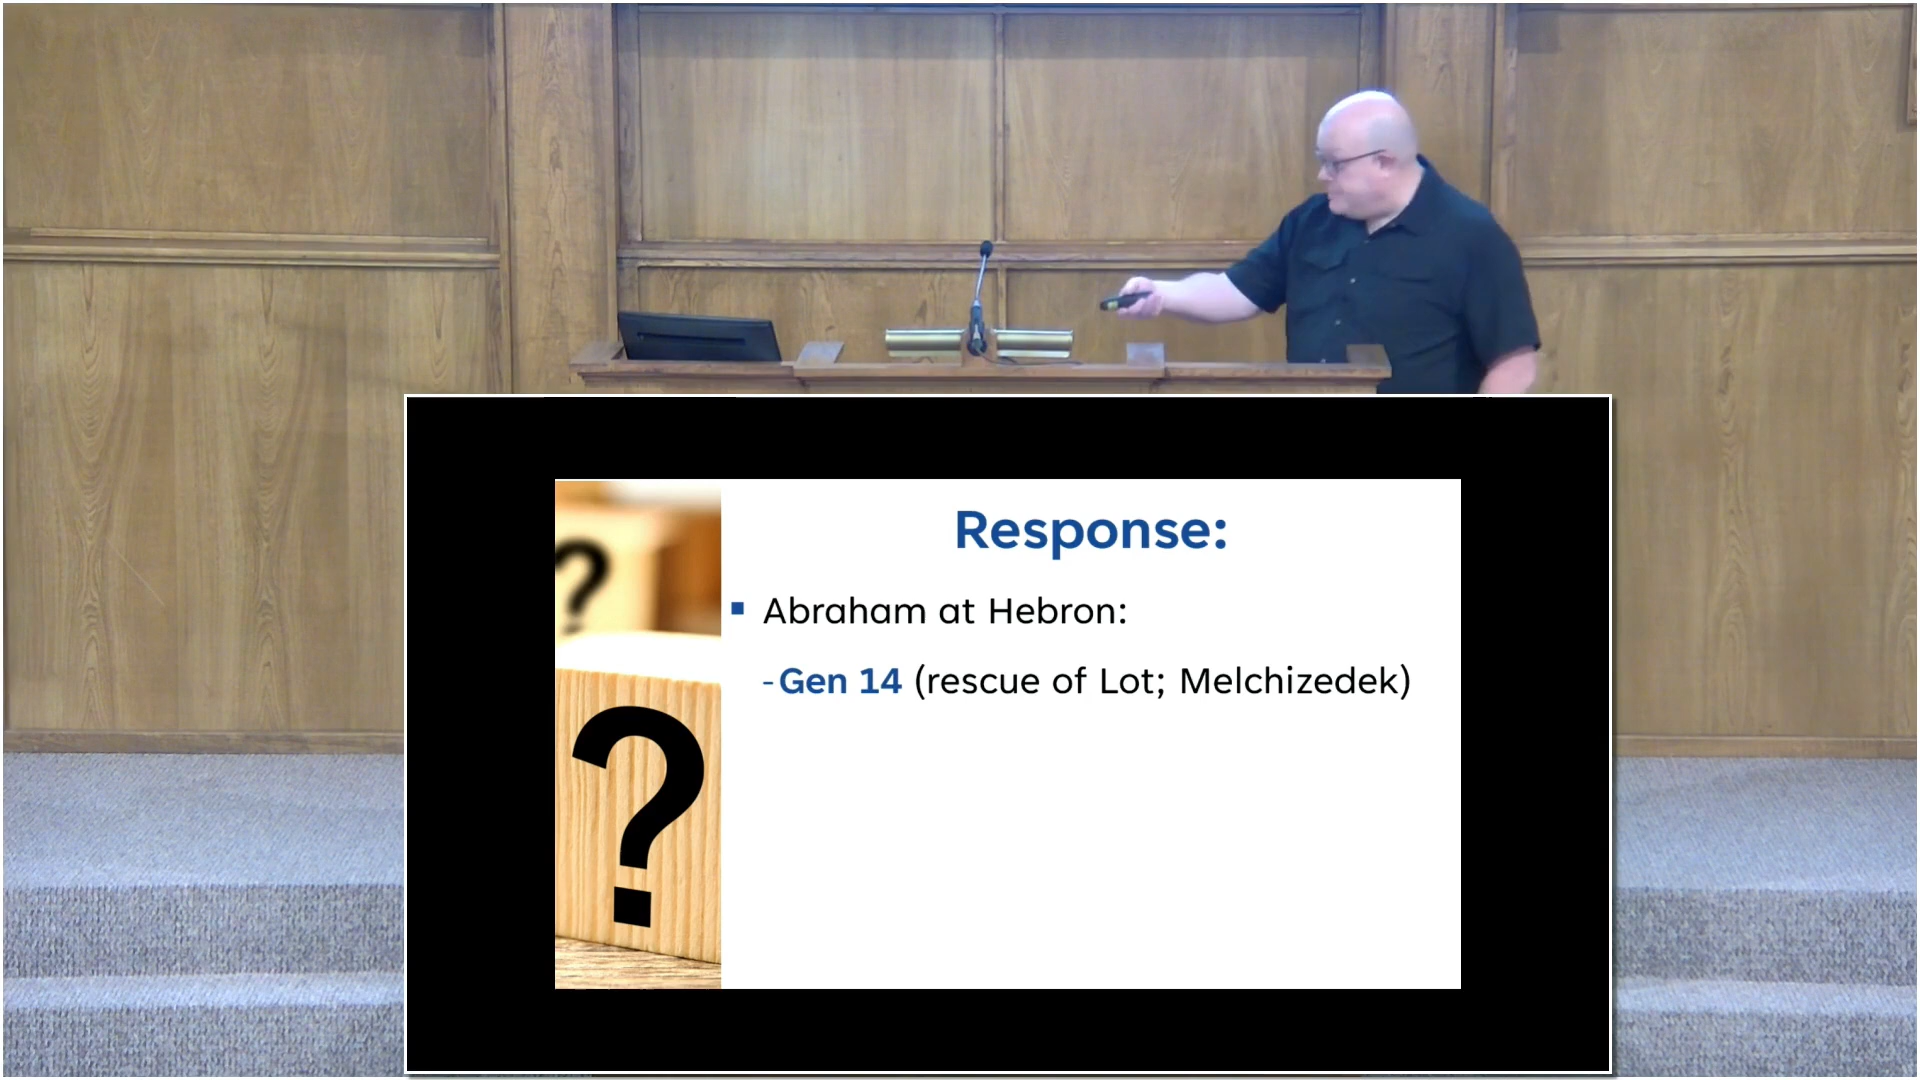 ?
Response:
▪ Abraham at Hebron:
-Gen 14 (rescue of Lot; Melchizedek)
?